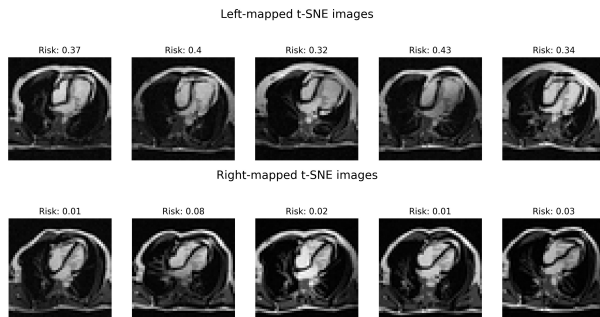 Left-mapped t-SNE images
Risk: 0.37 Risk: 0.4 Risk: 0.32 Risk: 0.43 Risk: 0.34
Right-mapped t-SNE images
Risk: 0.01 Risk: 0.08 Risk: 0.02 Risk: 0.01 Risk: 0.03